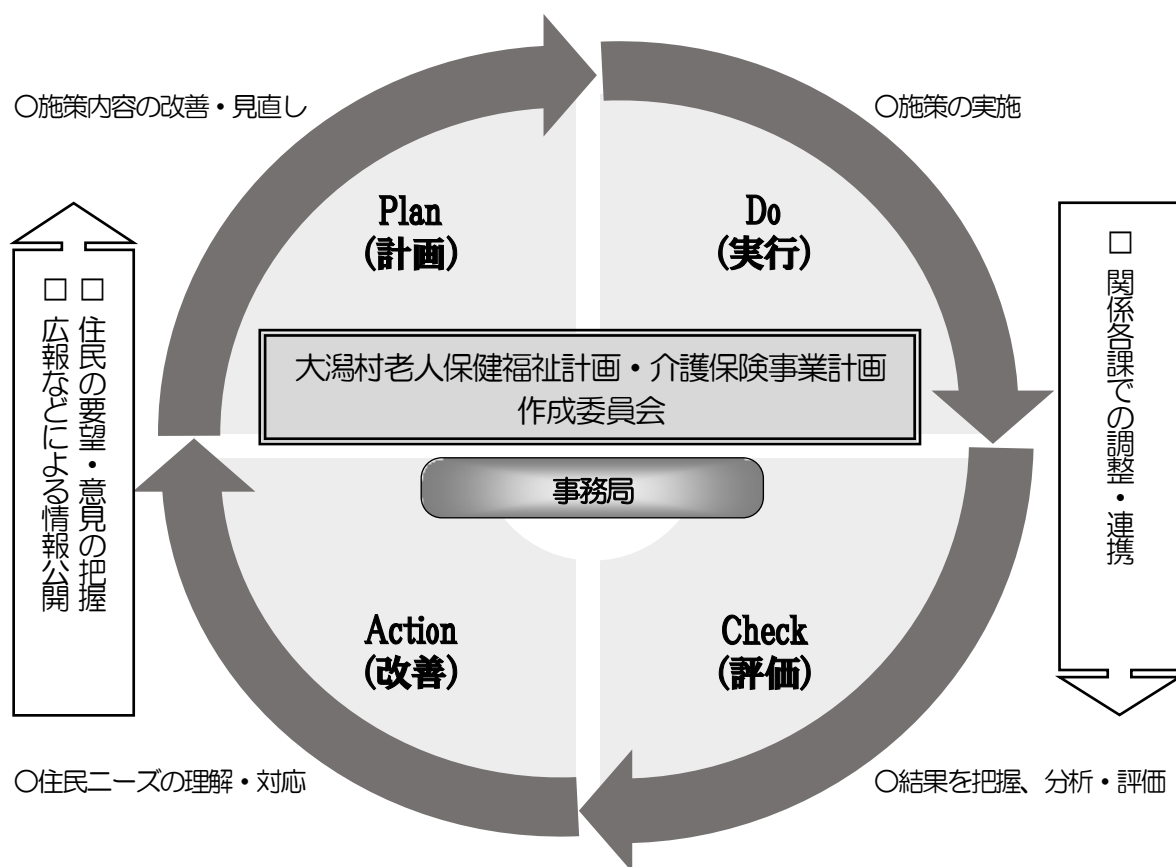 〇施策内容の改善・見直し
〇施策の実施
Plan
(計画)
Do
(実行)
□ 住民の要望・意見の把握
□ 広報などによる情報公開
□ 関係各課での調整・連携
大潟村老人保健福祉計画・介護保険事業計画
作成委員会
事務局
Action
(改善)
Check
(評価)
〇住民ニーズの理解・対応
〇結果を把握、分析・評価